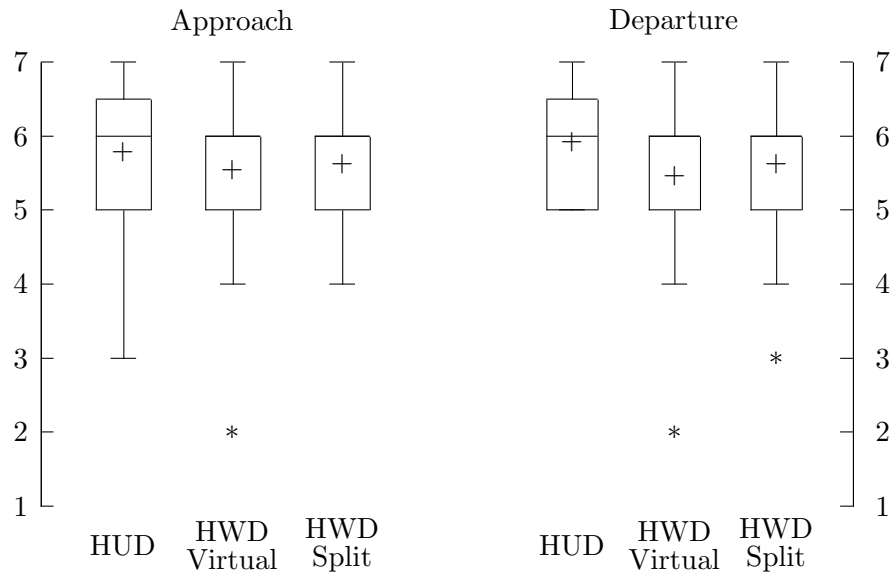 Approach
Departure
7
6
5
4
3
2
1
7
6
5
4
3
2
1
HUD
HWD
Virtual
HWD
Split
HUD
HWD
Virtual
HWD
Split